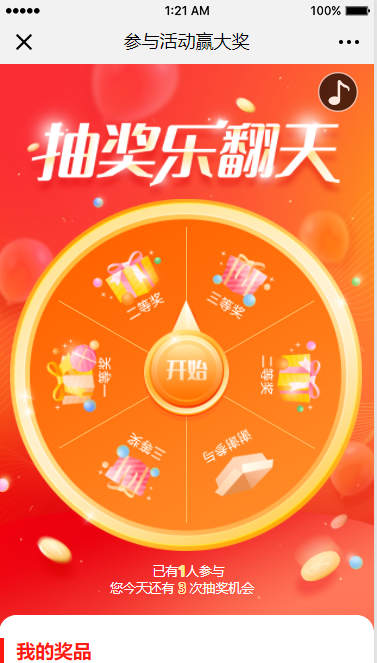 1:21 AM
100%
参与活动赢大奖
抽奖乐翻天
二等奖
三等奖
一等奖
开始
二等奖
三等奖
谢谢参与
已有1人参与
您今天还有 3 次抽奖机会
我的奖品